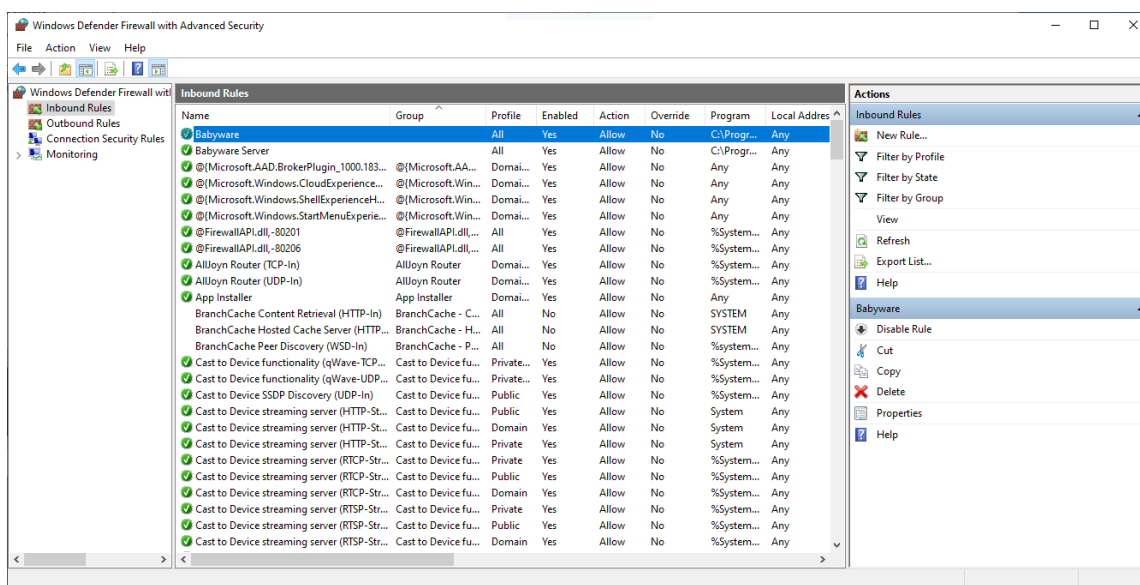 Windows Defender Firewall with Advanced Security
File Action View Help
Windows Defender Firewall witl
Inbound Rules
Outbound Rules
Connection Security Rules
Monitoring
Inbound Rules
Name Group Profile Enabled Action Override Program Local Addres
Babyware All Yes Allow No C:\Progr... Any
Babyware Server All Yes Allow No C:\Progr... Any
@{Microsoft.AAD.BrokerPlugin_1000.183... @{Microsoft.AA... Domai... Yes Allow No Any Any
@{Microsoft.Windows.CloudExperience... @{Microsoft.Win... Domai... Yes Allow No Any Any
@{Microsoft.Windows.ShellExperienceH... @{Microsoft.Win... Domai... Yes Allow No Any Any
@{Microsoft.Windows.StartMenuExperie... @{Microsoft.Win... Domai... Yes Allow No Any Any
@FirewallAPI.dll,-80201 @FirewallAPI.dll,... All Yes Allow No %System... Any
@FirewallAPI.dll,-80206 @FirewallAPI.dll,... All Yes Allow No %System... Any
AllJoyn Router (TCP-In) AllJoyn Router Domai... Yes Allow No %System... Any
AllJoyn Router (UDP-In) AllJoyn Router Domai... Yes Allow No %System... Any
App Installer App Installer Domai... Yes Allow No Any Any
BranchCache Content Retrieval (HTTP-In) BranchCache - C... All No Allow No SYSTEM Any
BranchCache Hosted Cache Server (HTTP... BranchCache - H... All No Allow No SYSTEM Any
BranchCache Peer Discovery (WSD-In) BranchCache - P... All No Allow No %system... Any
Cast to Device functionality (qWave-TCP... Cast to Device fu... Private... Yes Allow No %System... Any
Cast to Device functionality (qWave-UDP... Cast to Device fu... Private... Yes Allow No %System... Any
Cast to Device SSDP Discovery (UDP-In) Cast to Device fu... Public Yes Allow No %System... Any
Cast to Device streaming server (HTTP-St... Cast to Device fu... Public Yes Allow No System Any
Cast to Device streaming server (HTTP-St... Cast to Device fu... Domain Yes Allow No System Any
Cast to Device streaming server (HTTP-St... Cast to Device fu... Private Yes Allow No System Any
Cast to Device streaming server (RTCP-Str... Cast to Device fu... Private Yes Allow No %System... Any
Cast to Device streaming server (RTCP-Str... Cast to Device fu... Public Yes Allow No %System... Any
Cast to Device streaming server (RTCP-Str... Cast to Device fu... Domain Yes Allow No %System... Any
Cast to Device streaming server (RTSP-Str... Cast to Device fu... Private Yes Allow No %System... Any
Cast to Device streaming server (RTSP-Str... Cast to Device fu... Public Yes Allow No %System... Any
Cast to Device streaming server (RTSP-Str... Cast to Device fu... Domain Yes Allow No %System... Any
Actions
Inbound Rules
New Rule...
Filter by Profile
Filter by State
Filter by Group
View
Refresh
Export List...
Help
Babyware
Disable Rule
Cut
Copy
Delete
Properties
Help